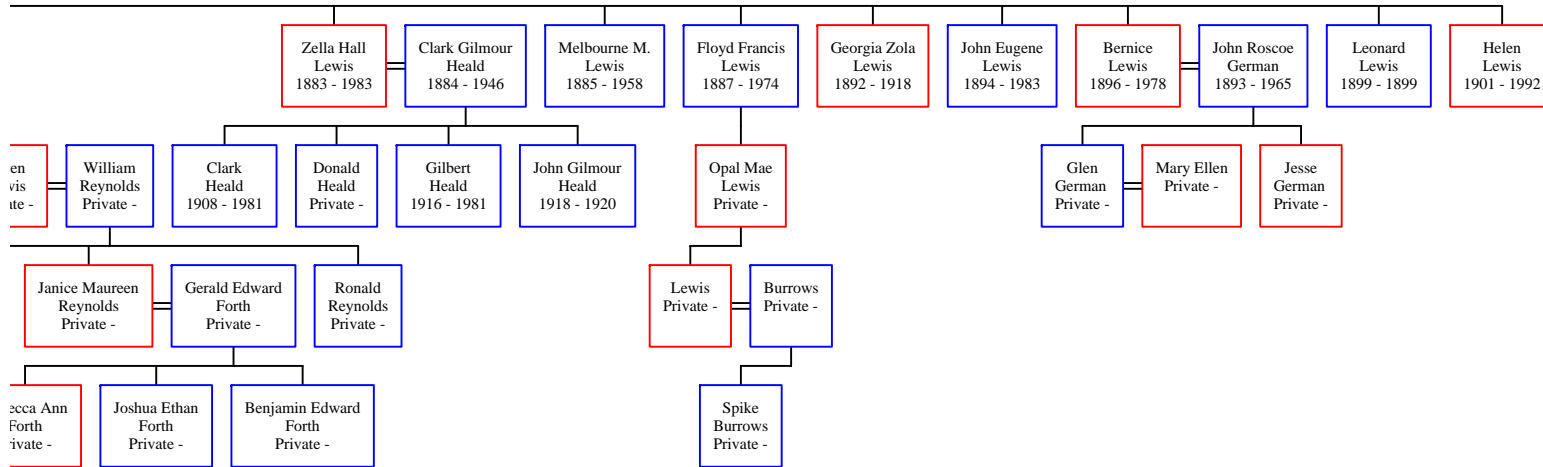 Zella Hall
Lewis
1883 - 1983
Clark Gilmour
Heald
1884 - 1946
Melbourne M.
Lewis
1885 - 1958
Floyd Francis
Lewis
1887 - 1974
Georgia Zola
Lewis
1892 - 1918
John Eugene
Lewis
1894 - 1983
Bernice
Lewis
1896 - 1978
John Roscoe
German
1893 - 1965
Leonard
Lewis
1899 - 1899
Helen
Lewis
1901 - 1992
William
Reynolds
Private -
Clark
Heald
1908 - 1981
Donald
Heald
Private -
Gilbert
Heald
1916 - 1981
John Gilmour
Heald
1918 - 1920
Opal Mae
Lewis
Private -
Glen
German
Private -
Mary Ellen
Private -
Jesse
German
Private -
Janice Maureen
Reynolds
Private -
Gerald Edward
Forth
Private -
Ronald
Reynolds
Private -
Lewis
Private -
Burrows
Private -
Ann
Forth
Joshua Ethan
Forth
Private -
Benjamin Edward
Forth
Private -
Spike
Burrows
Private -